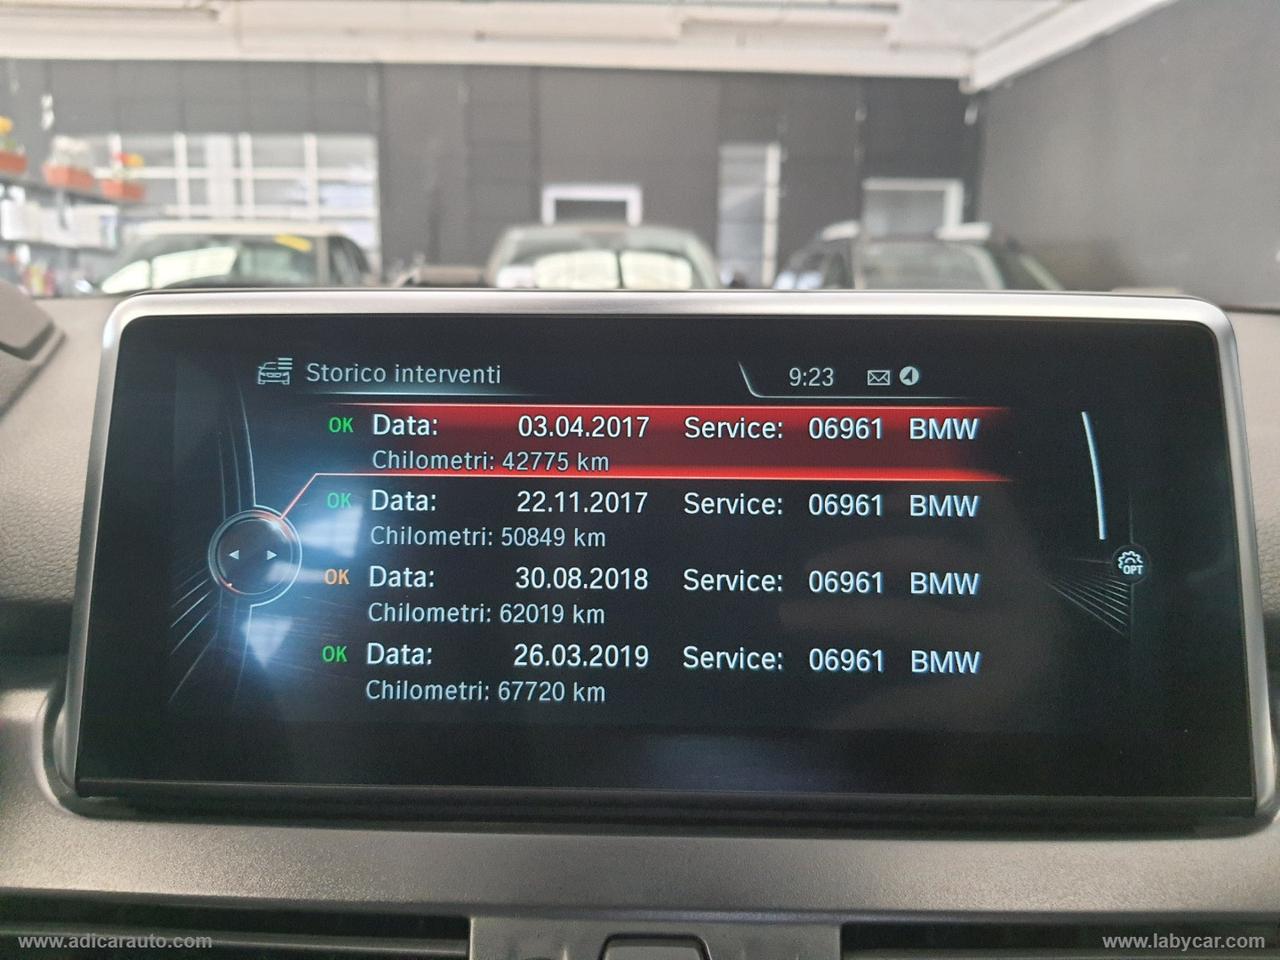 Storico interventi 9:23
OK Data: 03.04.2017 Service: 06961 BMW
Chilometri: 42775 km
OK Data: 22.11.2017 Service: 06961 BMW
Chilometri: 50849 km
OK Data: 30.08.2018 Service: 06961 BMW
Chilometri: 62019 km
OK Data: 26.03.2019 Service: 06961 BMW
Chilometri: 67720 km
OPT
www.adicarauto.com www.labycar.com